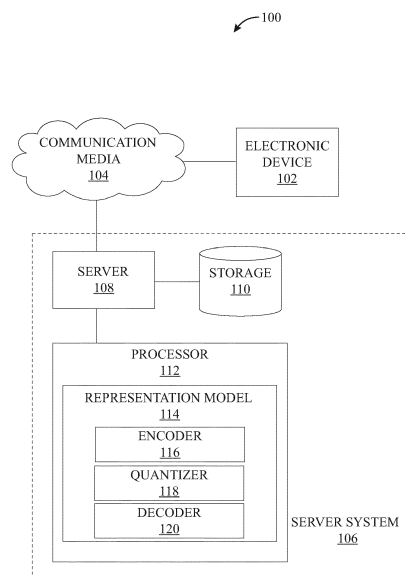 100
COMMUNICATION
MEDIA
104
ELECTRONIC
DEVICE
102
SERVER
108
STORAGE
110
PROCESSOR
112
REPRESENTATION MODEL
114
ENCODER
116
QUANTIZER
118
DECODER
120
SERVER SYSTEM
106